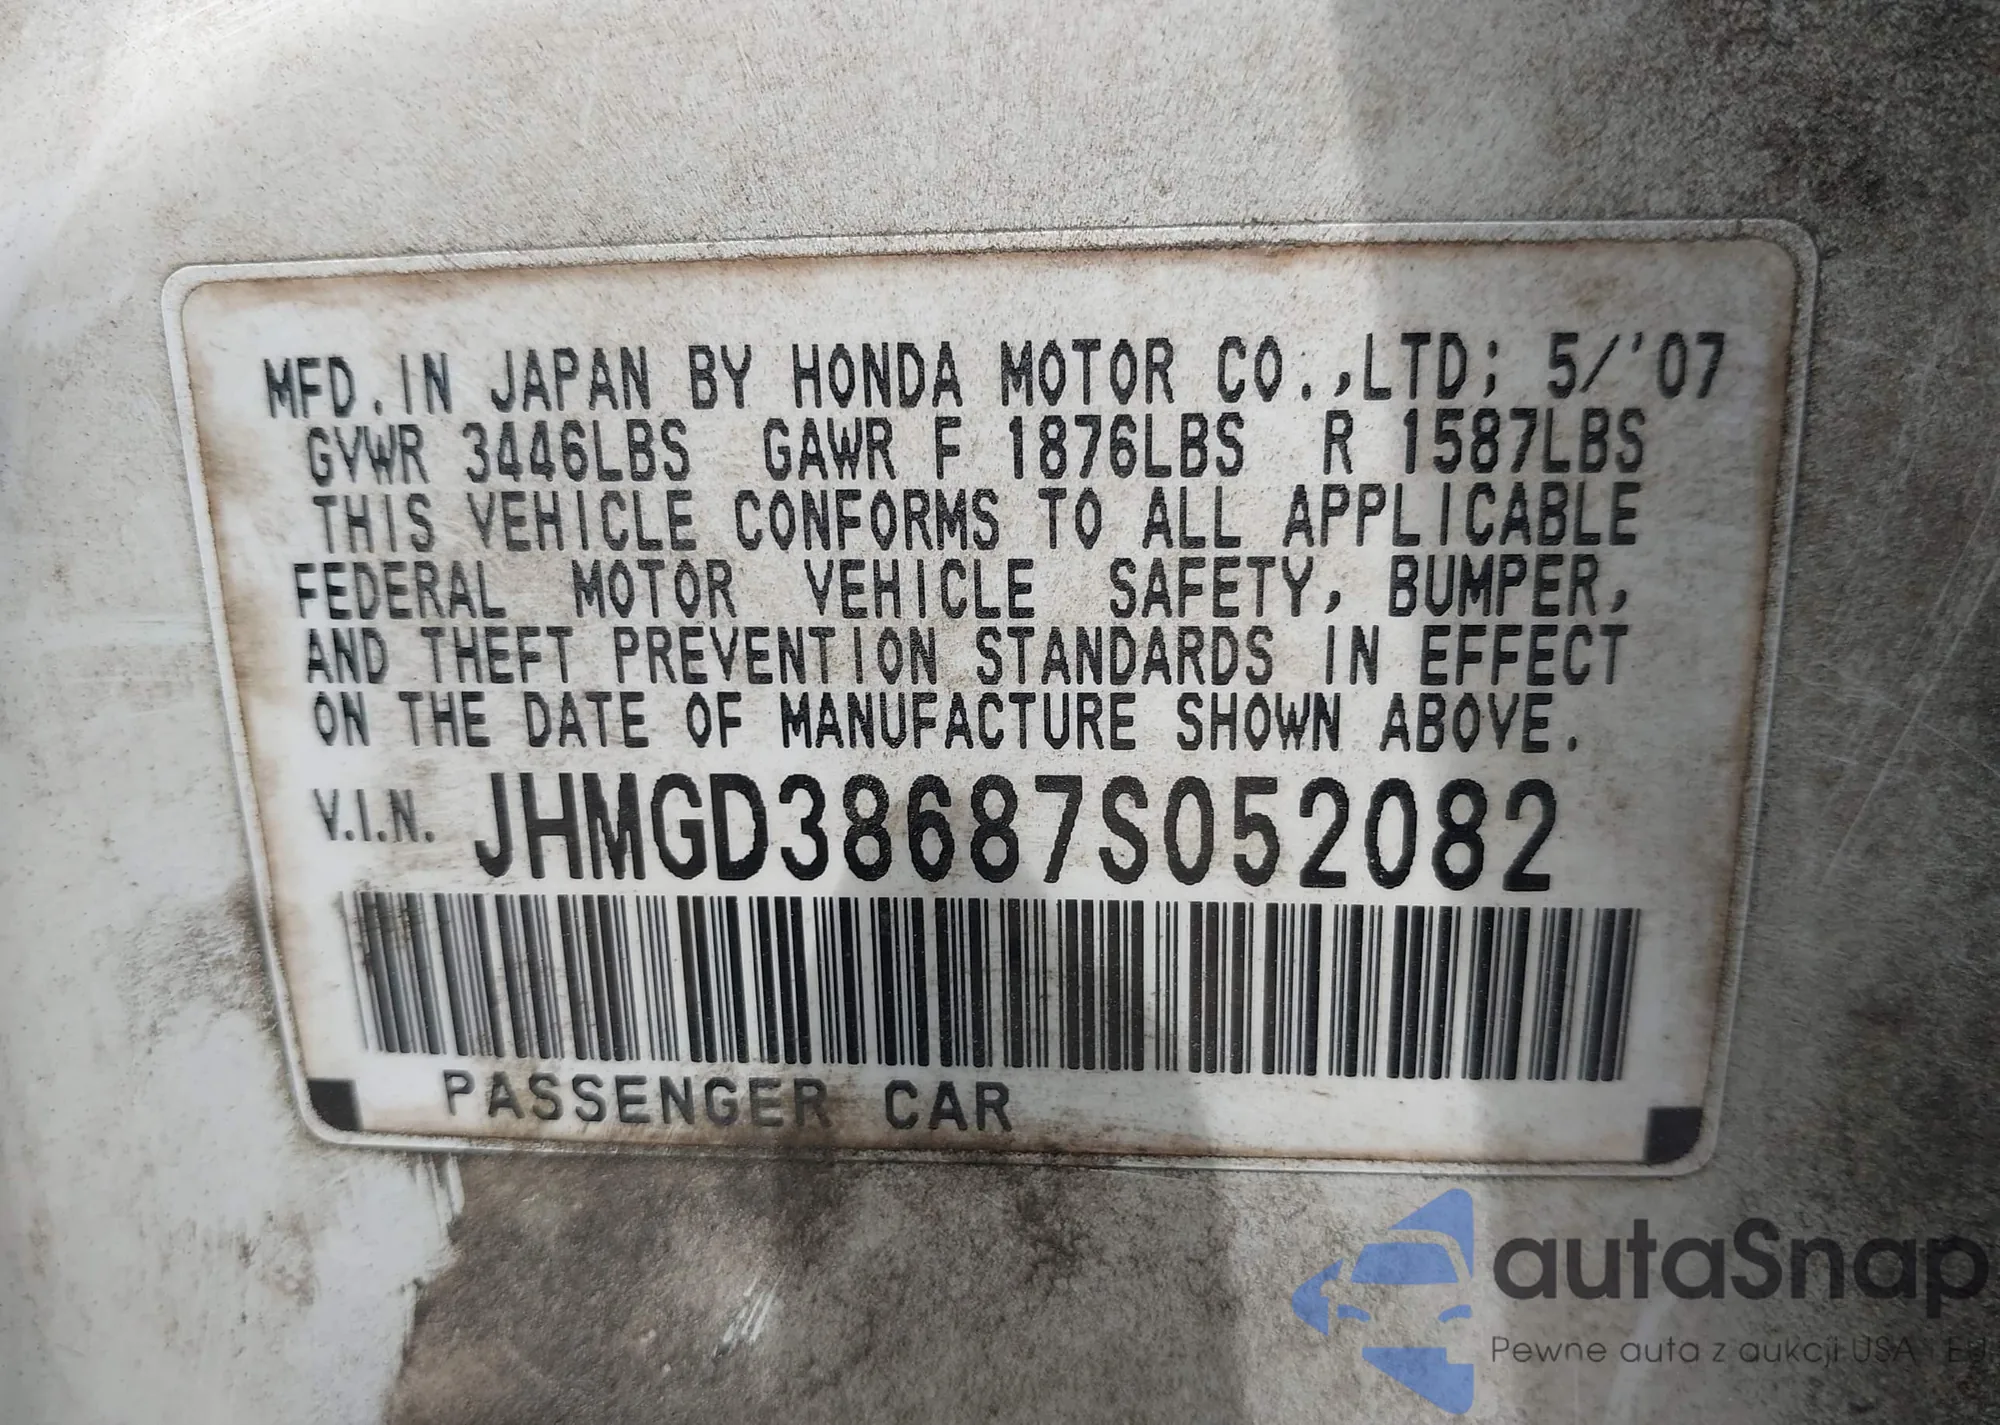 MFD. IN JAPAN BY HONDA MOTOR CO.,LTD; 5/'07
GVWR 3446LBS GAWR F 1876LBS R 1587LBS
THIS VEHICLE CONFORMS TO ALL APPLICABLE
FEDERAL MOTOR VEHICLE SAFETY, BUMPER,
AND THEFT PREVENTION STANDARDS IN EFFECT
ON THE DATE OF MANUFACTURE SHOWN ABOVE.
V.I.N. JHMGD38687S052082
PASSENGER CAR
autaSnap
Pewne auta z aukcji USA